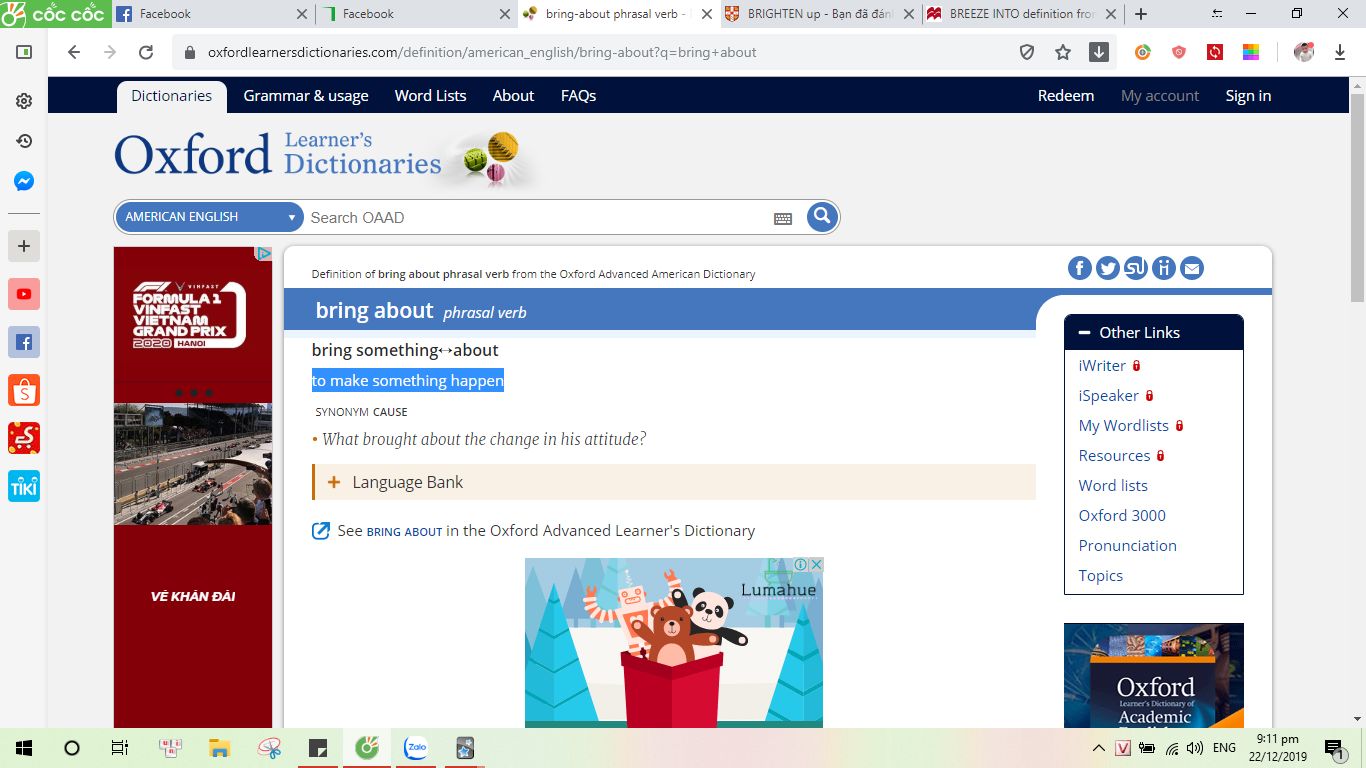 cốc cốc
Facebook
Facebook
bring-about phrasal verb -
BRIGHTEN up - Bạn đã đán
BREEZE INTO definition from
oxfordlearnersdictionaries.com/definition/american_english/bring-about?q=bring+about
Dictionaries
Grammar & usage
Word Lists
About
FAQs
Redeem
My account
Sign in
Oxford Learner's
Dictionaries
AMERICAN ENGLISH
Search OAAD
VINFAST
FORMULA 1
VINFAST
VIETNAM
GRAND PRIX
2020 HANOI
VÉ KHÁN ĐÀI
Definition of bring about phrasal verb from the Oxford Advanced American Dictionary
bring about phrasal verb
bring something↔about
to make something happen
SYNONYM CAUSE
• What brought about the change in his attitude?
+ Language Bank
See BRING ABOUT in the Oxford Advanced Learner's Dictionary
Lumahue
Other Links
iWriter
iSpeaker
My Wordlists
Resources
Word lists
Oxford 3000
Pronunciation
Topics
Oxford
Learner's Dictionary of
Academic
TIKI
Zalo
V
ENG
9:11 pm
22/12/2019
1